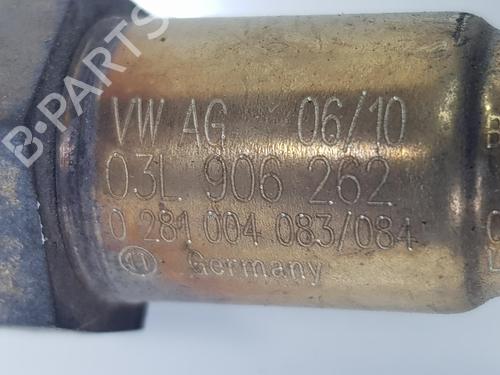 B-PARTS
VW AG 06/10
03L 906 262
0 281 004 083/084
Germany